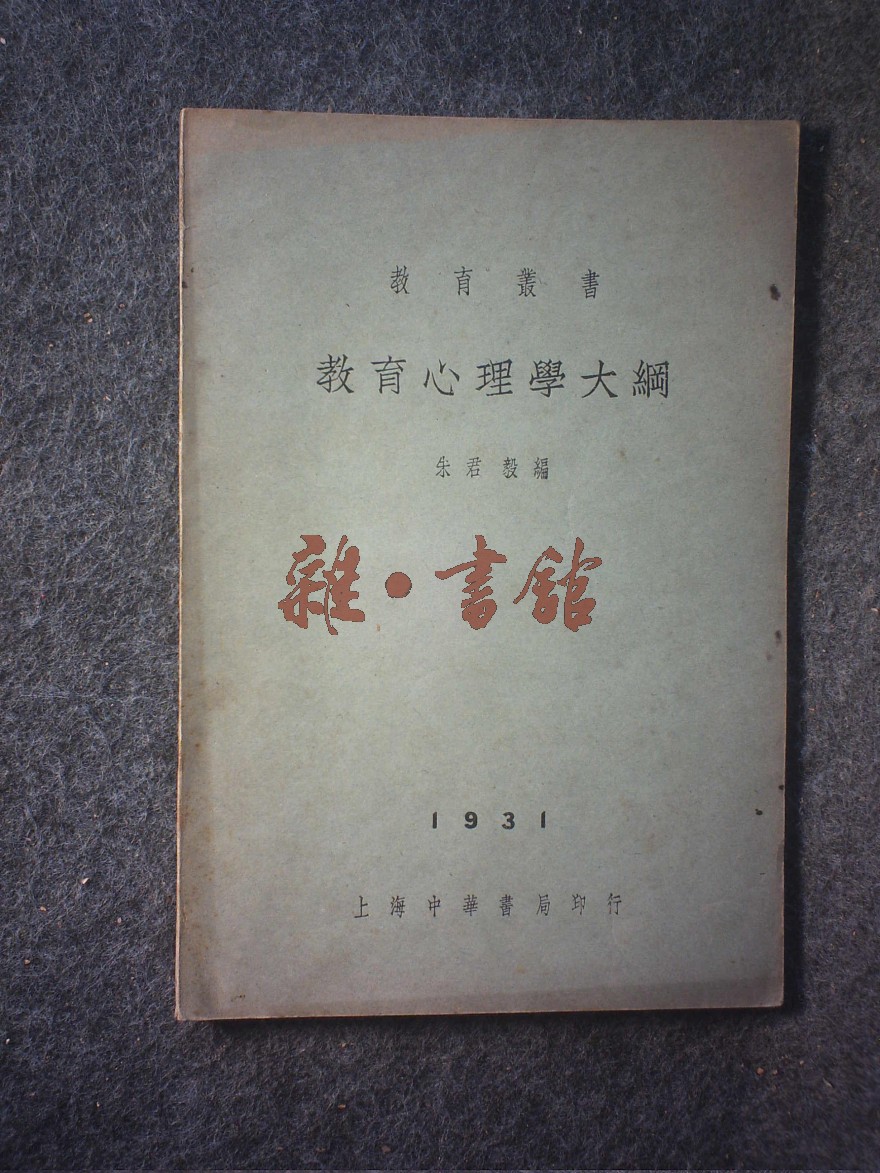 教育叢書
教育心理學大綱
朱君毅編
雜•書館
1931
上海中華書局印行